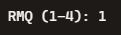 RMQ (1-4): 1